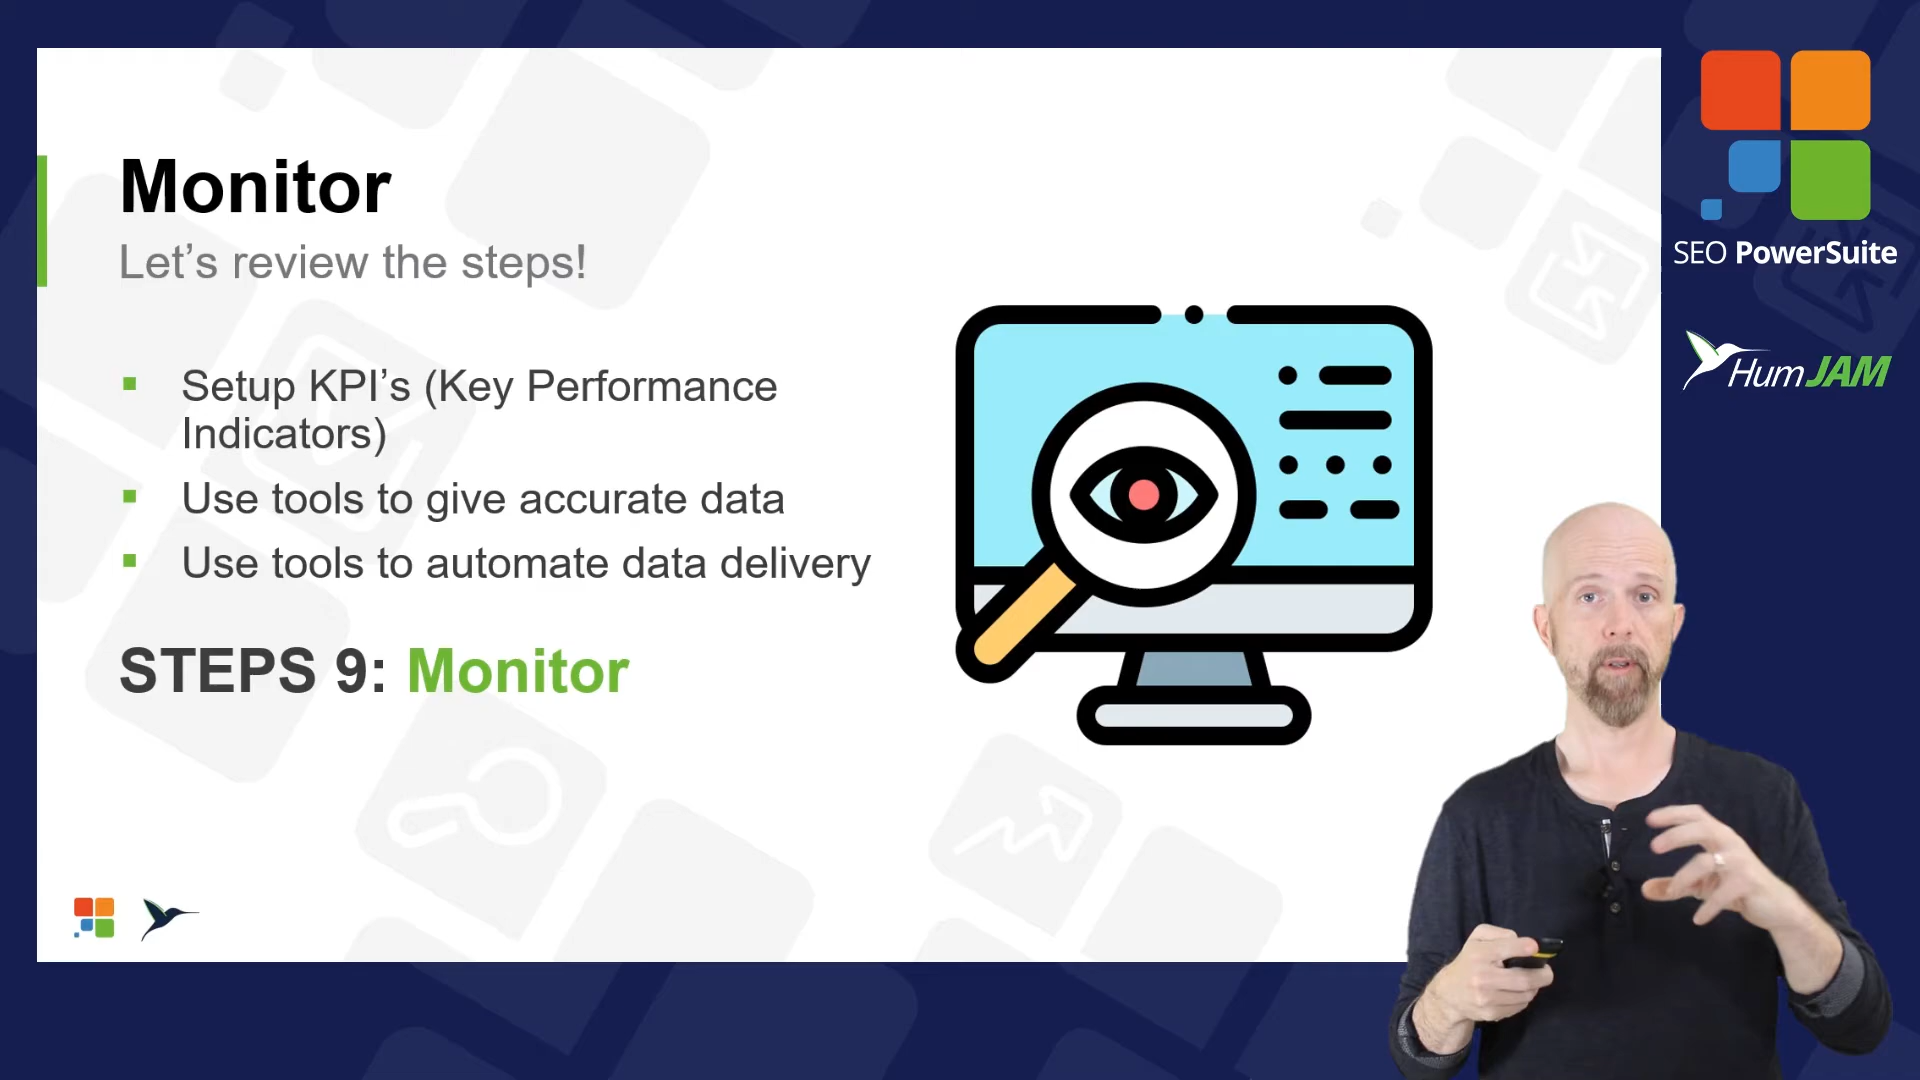 Monitor
Let's review the steps!
Setup KPI's (Key Performance
Indicators)
Use tools to give accurate data
Use tools to automate data delivery
STEPS 9: Monitor
SEO PowerSuite
HumJAM